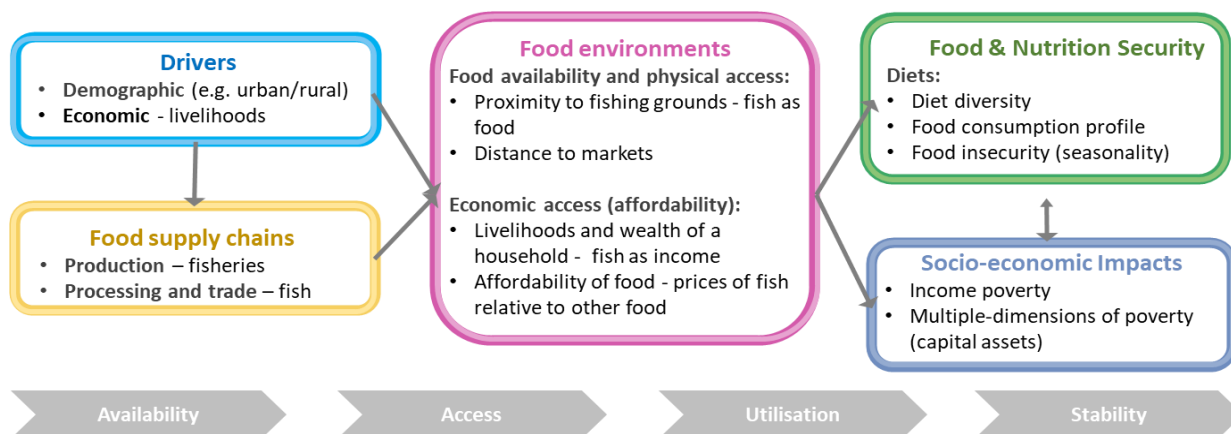 Drivers
• Demographic (e.g. urban/rural)
• Economic - livelihoods
Food supply chains
• Production – fisheries
• Processing and trade – fish
Food environments
Food availability and physical access:
• Proximity to fishing grounds - fish as
food
• Distance to markets
Economic access (affordability):
• Livelihoods and wealth of a
household - fish as income
• Affordability of food - prices of fish
relative to other food
Food & Nutrition Security
Diets:
• Diet diversity
• Food consumption profile
• Food insecurity (seasonality)
Socio-economic Impacts
• Income poverty
• Multiple-dimensions of poverty
(capital assets)
Availability
Access
Utilisation
Stability